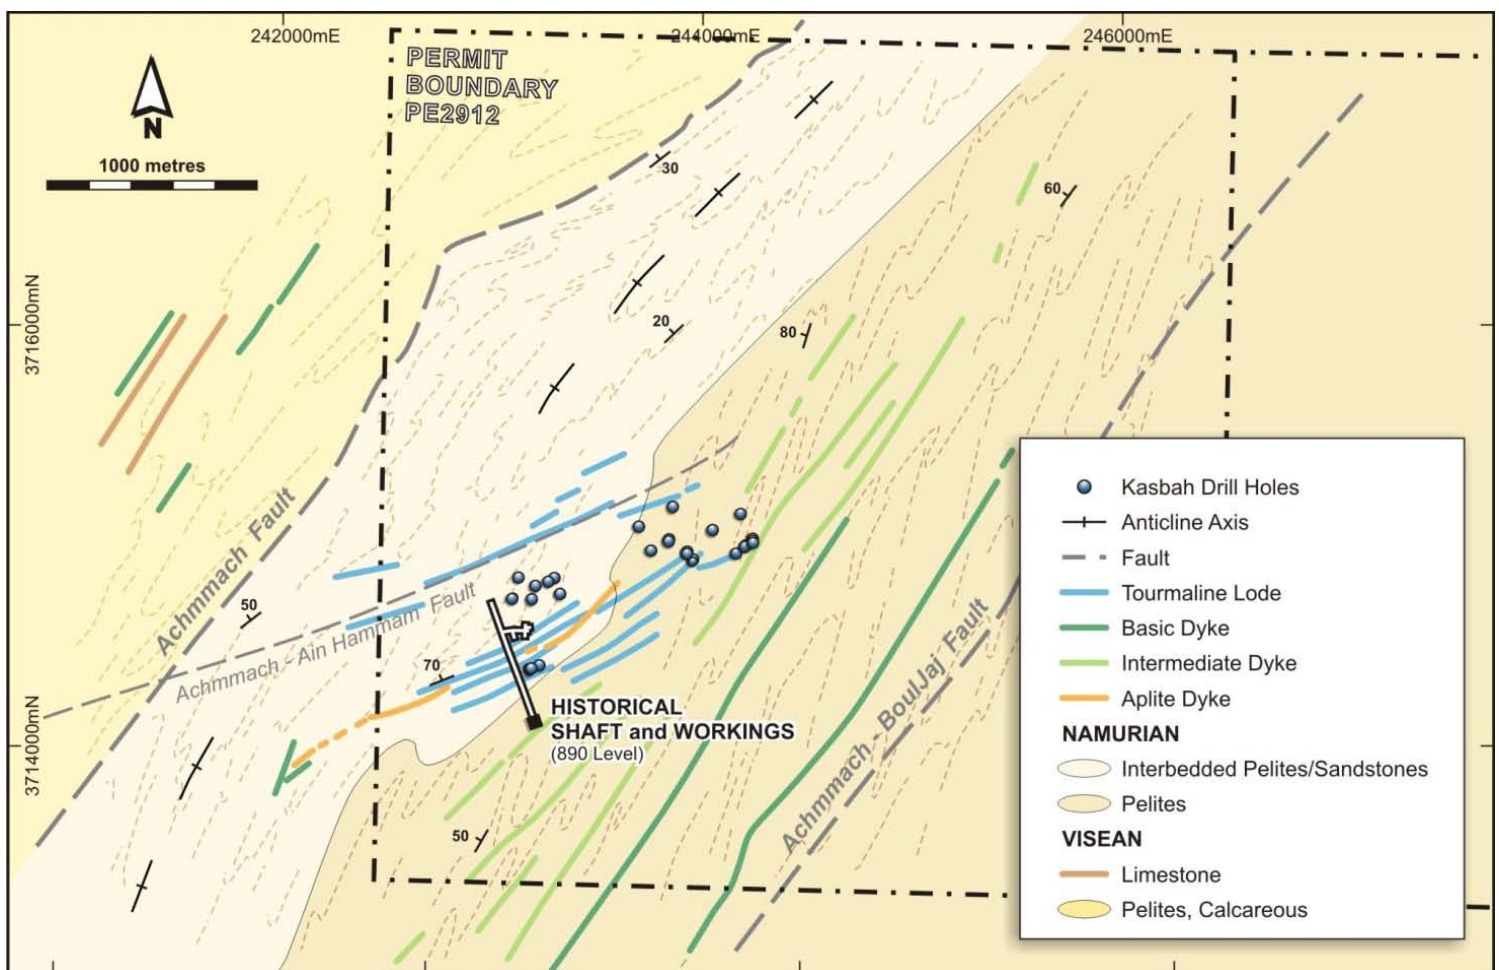 242000mE
244000mE
246000mE
PERMIT
BOUNDARY
PE2912
N
1000 metres
30
60
3716000mN
20
80
Achmmach Fault
50
Achmmach - Ain Hammam Fault
70
HISTORICAL
SHAFT and WORKINGS
(890 Level)
3714000mN
50
Achmmach - BoulJaj Fault
Kasbah Drill Holes
Anticline Axis
Fault
Tourmaline Lode
Basic Dyke
Intermediate Dyke
Aplite Dyke
NAMURIAN
Interbedded Pelites/Sandstones
Pelites
VISEAN
Limestone
Pelites, Calcareous